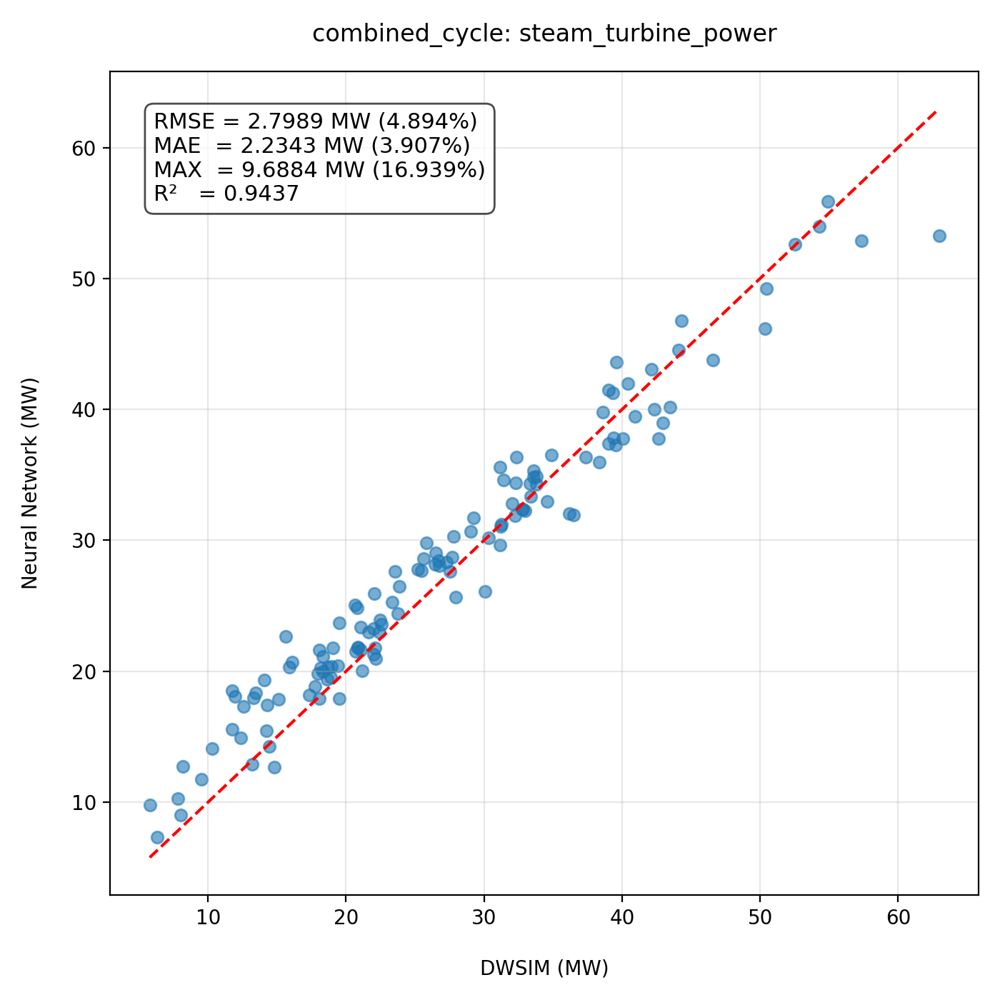 combined_cycle: steam_turbine_power
RMSE = 2.7989 MW (4.894%)
MAE = 2.2343 MW (3.907%)
MAX = 9.6884 MW (16.939%)
R² = 0.9437
60
50
40
30
20
10
Neural Network (MW)
10 20 30 40 50 60
DWSIM (MW)